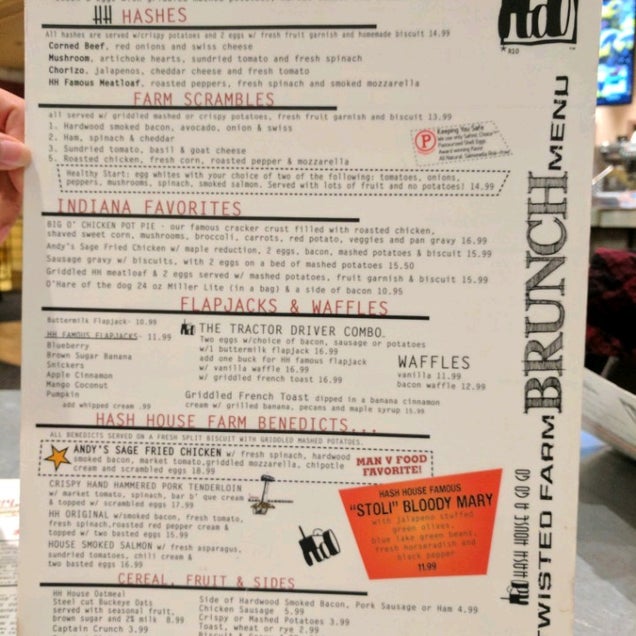 HH HASHES
All hashes are served w/crispy potatoes and 2 eggs w/ fresh fruit garnish and homemade biscuit 14.99
Corned Beef, red onions and swiss cheese
Mushroom, artichoke hearts, sundried tomato and fresh spinach
Chorizo, jalapenos, cheddar cheese and fresh tomato
HH Famous Meatloaf, roasted peppers, fresh spinach and smoked mozzarella
FARM SCRAMBLES
all served w/ griddled mashed or crispy potatoes, fresh fruit garnish and biscuit 13.99
1. Hardwood smoked bacon, avocado, onion & swiss
2. Ham, spinach & cheddar
3. Sundried tomato, basil & goat cheese
5. Roasted chicken, fresh corn, roasted pepper & mozzarella
Keeping You Safe
Healthy Start: egg whites with your choice of two of the following: tomatoes, onions,
peppers, mushrooms, spinach, smoked salmon. Served with lots of fruit and no potatoes! 14.99
INDIANA FAVORITES
BIG O' CHICKEN POT PIE - our famous cracker crust filled with roasted chicken,
shaved sweet corn, mushrooms, broccoli, carrots, red potato, veggies and pan gravy 16.99
Andy's Sage Fried Chicken w/ maple reduction, 2 eggs, bacon, mashed potatoes & biscuit 15.99
Sausage gravy w/ biscuits, with 2 eggs on a bed of mashed potatoes 15.50
Griddled HH meatloaf & 2 eggs served w/ mashed potatoes, fruit garnish & biscuit 15.99
O'Hare of the dog 24 oz Miller Lite (in a bag) & a side of bacon 10.95
FLAPJACKS & WAFFLES
Buttermilk Flapjack- 10.99
HH FAMOUS FLAPJACKS- 11.99
Blueberry
Brown Sugar Banana
Snickers
Apple Cinnamon
Mango Coconut
Pumpkin
add whipped cream .99
THE TRACTOR DRIVER COMBO.
Two eggs w/choice of bacon, sausage or potatoes
w/1 buttermilk flapjack 16.99
add one buck for HH famous flapjack
w/ vanilla waffle 16.99
w/ griddled french toast 16.99
WAFFLES
vanilla 11.99
bacon waffle 12.99
Griddled French Toast dipped in a banana cinnamon
cream w/ grilled banana, pecans and maple syrup 15.99
HASH HOUSE FARM BENEDICTS...
ALL BENEDICTS SERVED ON A FRESH SPLIT BISCUIT WITH GRIDDLED MASHED POTATOES.
ANDY'S SAGE FRIED CHICKEN w/ fresh spinach, hardwood
smoked bacon, market tomato, griddled mozzarella, chipotle
cream and scrambled eggs 18.99
MAN V FOOD
FAVORITE!
CRISPY HAND HAMMERED PORK TENDERLOIN
w/ market tomato, spinach, bar b' que cream
& topped w/ scrambled eggs 17.99
HH ORIGINAL w/smoked bacon, fresh tomato,
fresh spinach, roasted red pepper cream &
topped w/ two basted eggs 15.99
HOUSE SMOKED SALMON w/ fresh asparagus,
sundried tomatoes, chili cream &
two basted eggs 16.99
HASH HOUSE FAMOUS
"STOLI" BLOODY MARY
with jalapeno stuffed
green olives,
blue lake green beans,
fresh horseradish and
black pepper
11.99
CEREAL, FRUIT & SIDES
HH House Oatmeal
Steel cut Buckeye Oats
served with seasonal fruit,
brown sugar and 2% milk 8.99
Captain Crunch 3.99
Side of Hardwood Smoked Bacon, Pork Sausage or Ham 4.99
Chicken Sausage 5.99
Crispy or Mashed Potatoes 3.99
Toast, wheat or rye 2.99
HASH HOUSE A GO GO
TWISTED FARM BRUNCH MENU